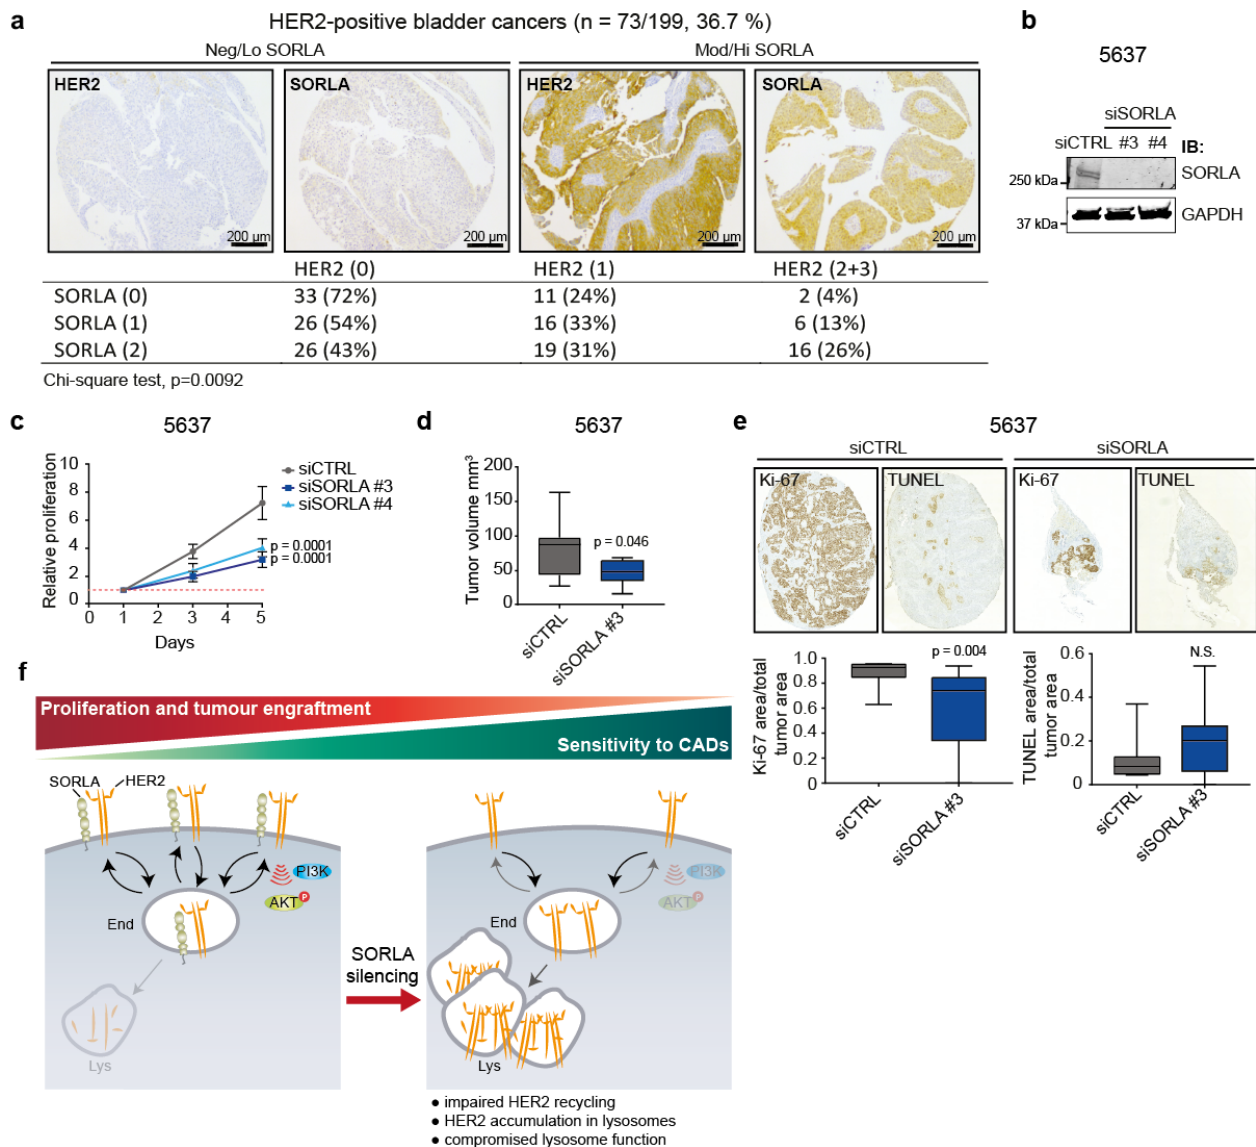 a
HER2-positive bladder cancers (n = 73/199, 36.7 %)
Neg/Lo SORLA
Mod/Hi SORLA
HER2
SORLA
HER2
SORLA
200 µm
200 µm
200 µm
200 µm
HER2 (0) HER2 (1) HER2 (2+3)
SORLA (0) 33 (72%) 11 (24%) 2 (4%)
SORLA (1) 26 (54%) 16 (33%) 6 (13%)
SORLA (2) 26 (43%) 19 (31%) 16 (26%)
Chi-square test, p=0.0092
b
5637
siSORLA
siCTRL #3 #4 IB:
SORLA
250 kDa
GAPDH
37 kDa
c
5637
Relative proliferation
10
8
6
4
2
0
0 1 2 3 4 5
Days
siCTRL
siSORLA #3
siSORLA #4
p = 0.0001
p = 0.0001
d
5637
Tumor volume mm³
200
150
100
50
0
p = 0.046
siCTRL
siSORLA #3
e
5637
siCTRL
siSORLA
Ki-67
TUNEL
Ki-67
TUNEL
Ki-67 area/total
tumor area
1.0
0.8
0.6
0.4
0.2
0
p = 0.004
siCTRL
siSORLA #3
TUNEL area/total
tumor area
0.6
0.4
0.2
0
N.S.
siCTRL
siSORLA #3
f
Proliferation and tumour engraftment
Sensitivity to CADs
SORLA
HER2
PI3K
AKT
P
End
Lys
SORLA
silencing
PI3K
AKT
P
End
Lys
● impaired HER2 recycling
● HER2 accumulation in lysosomes
● compromised lysosome function